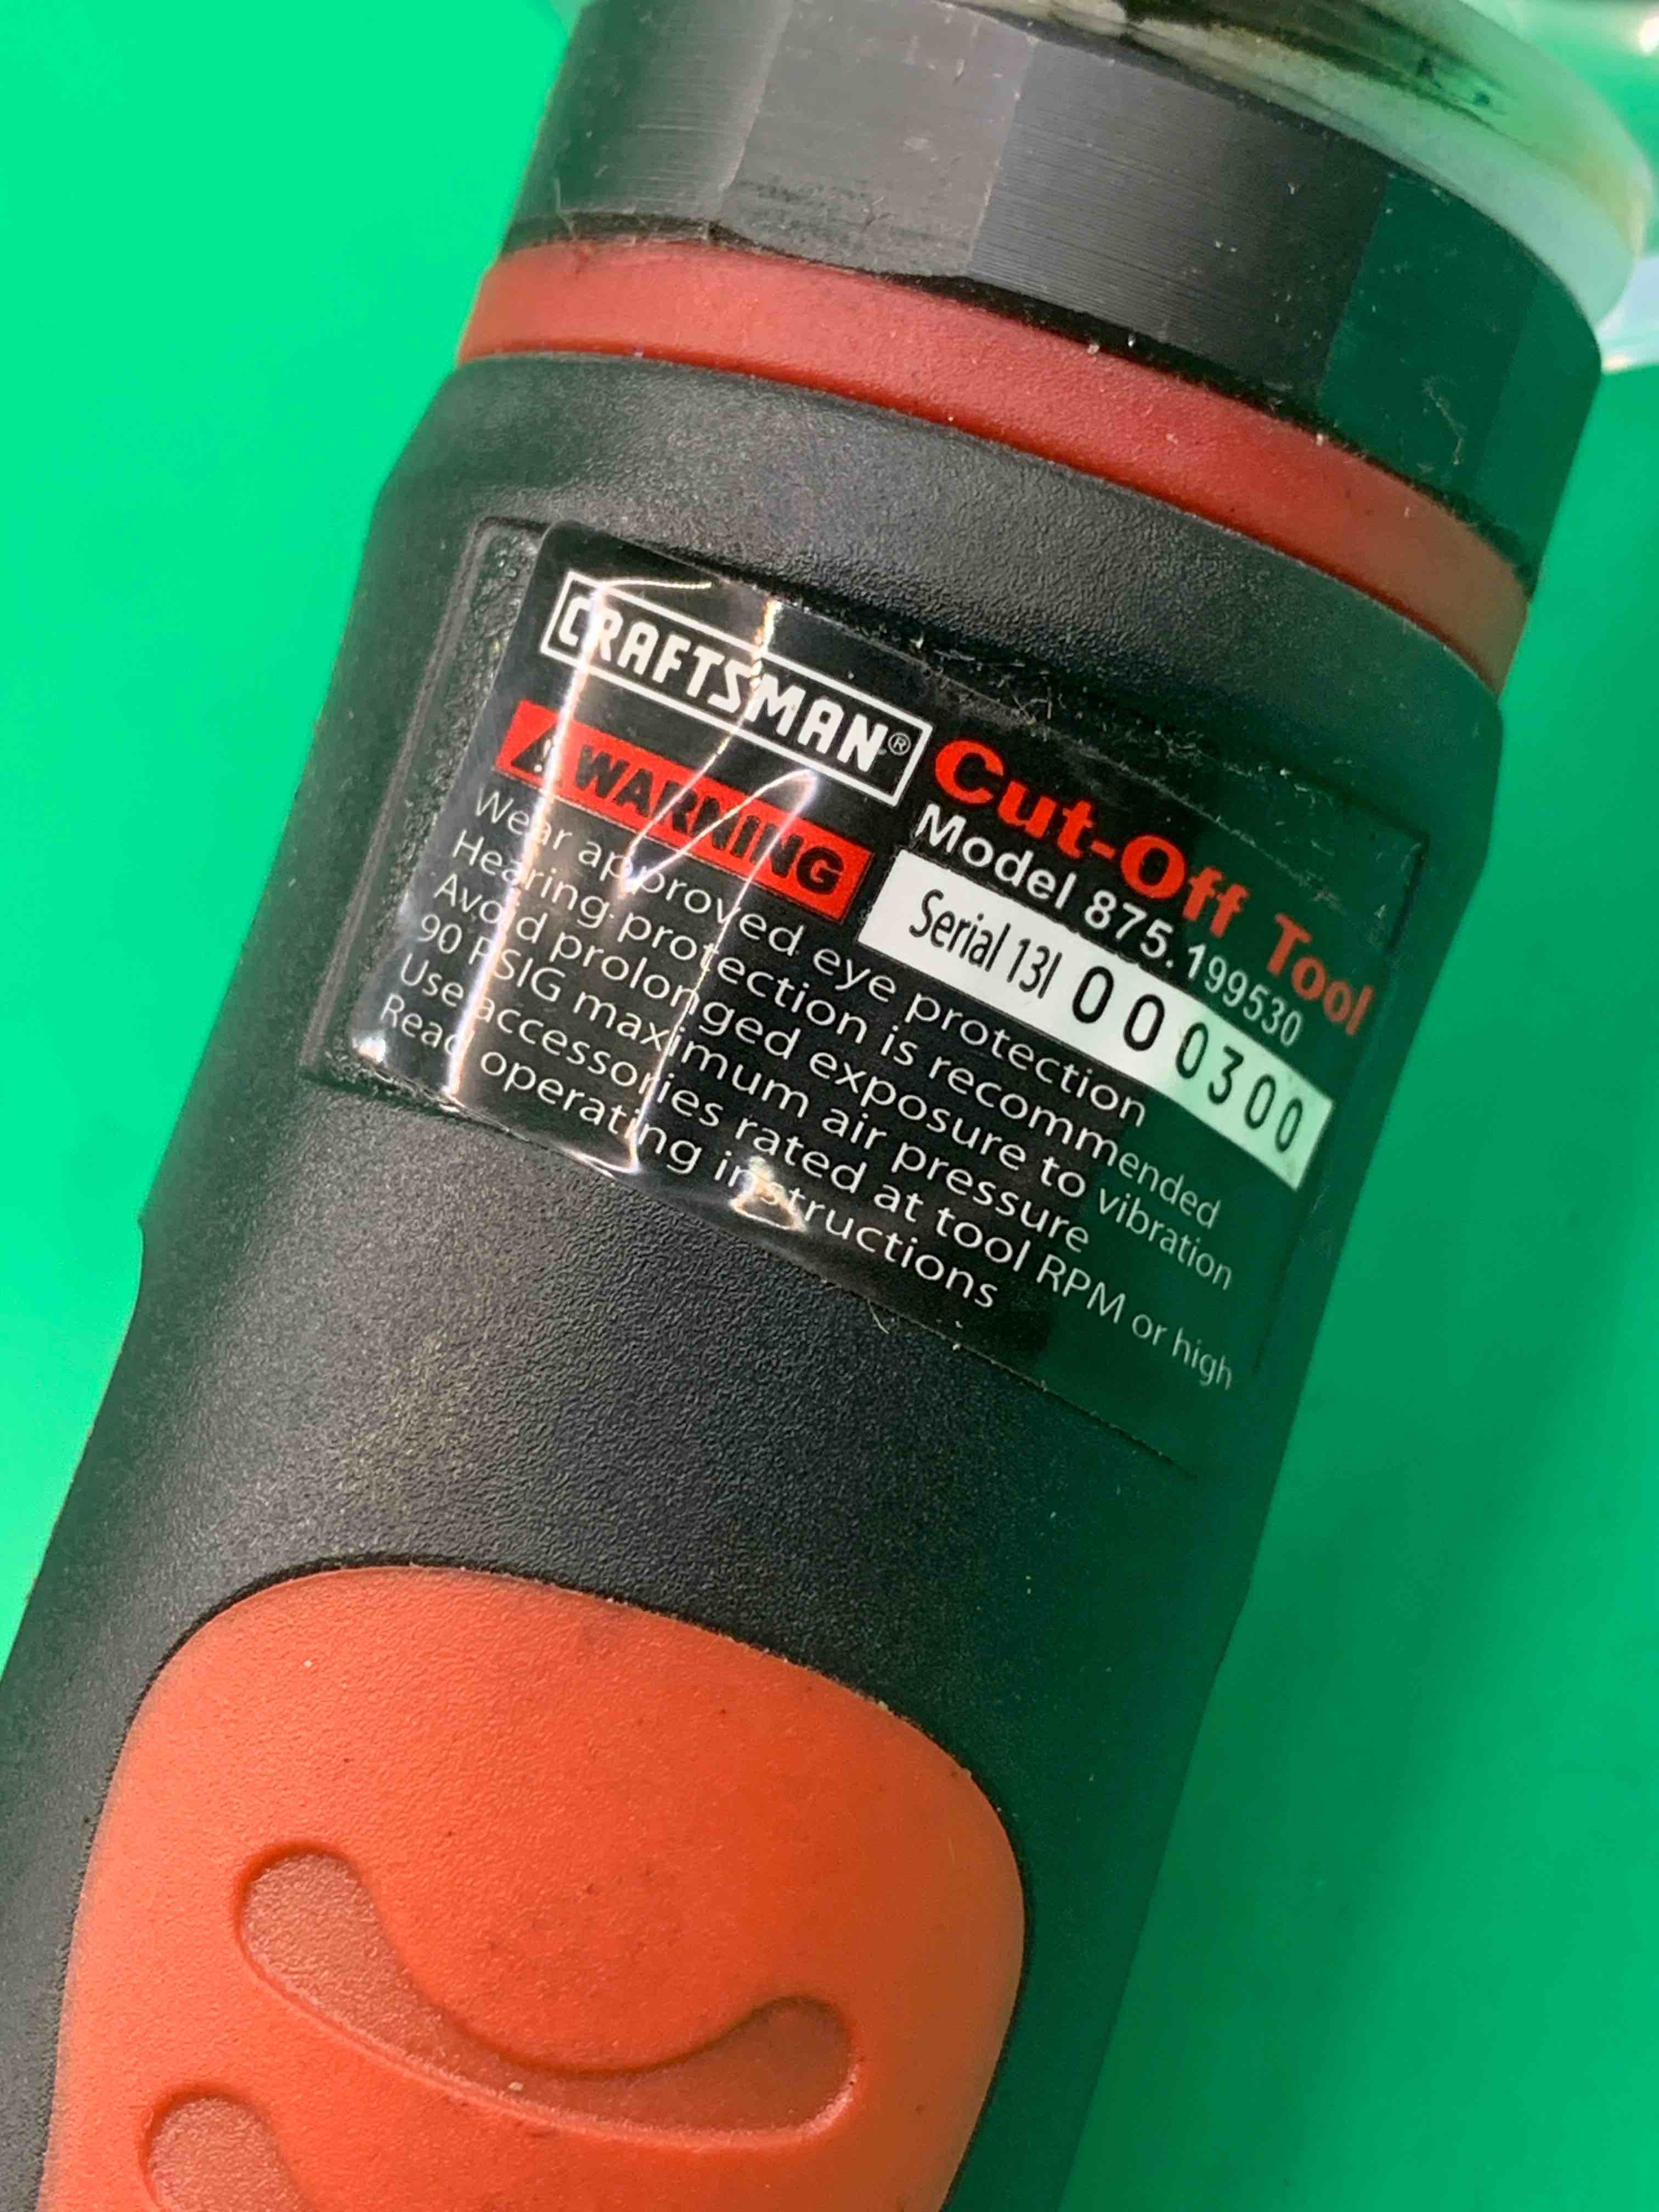 CRAFTSMAN® Cut-Off Tool
Model 875.199530
WARNING
Serial 13I 000300
Wear approved eye protection
Hearing protection is recommended
Avoid prolonged exposure to vibration
90 PSIG maximum air pressure
Use accessories rated at tool RPM or high
Read operating instructions